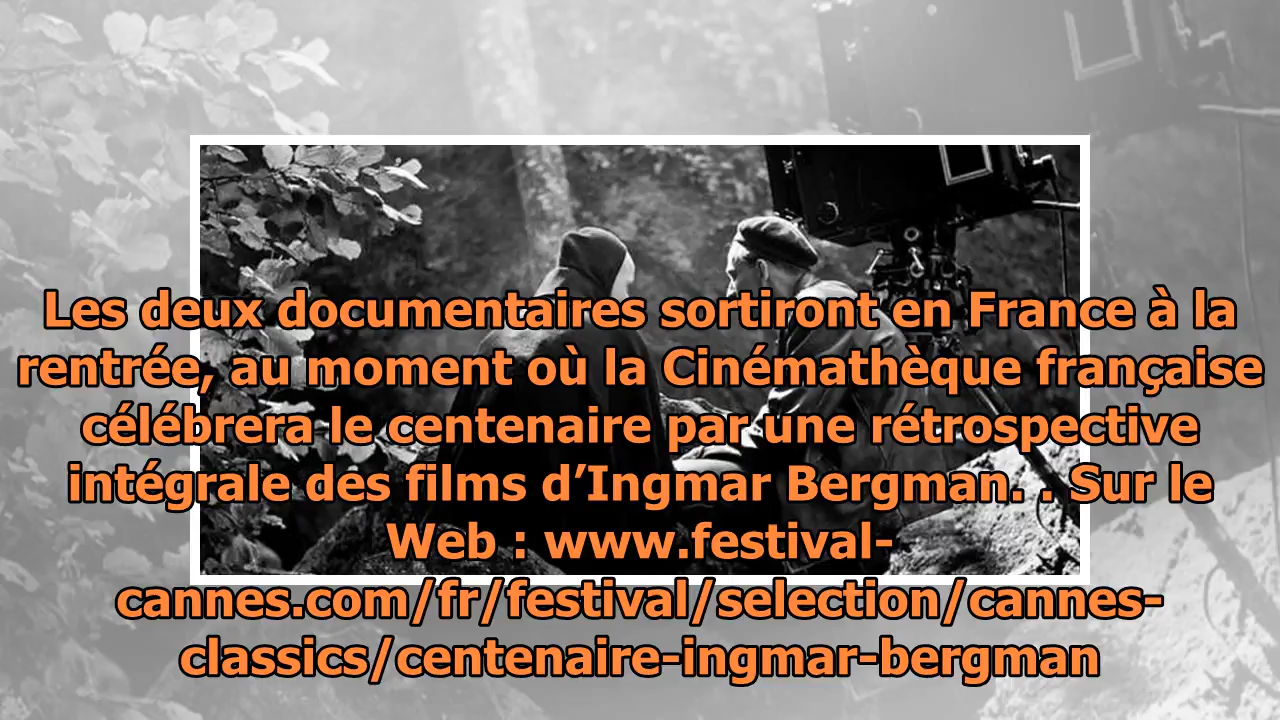 Les deux documentaires sortiront en France à la
rentrée, au moment où la Cinémathèque française
célébrera le centenaire par une rétrospective
intégrale des films d’Ingmar Bergman. . Sur le
Web : www.festival-
cannes.com/fr/festival/selection/cannes-
classics/centenaire-ingmar-bergman